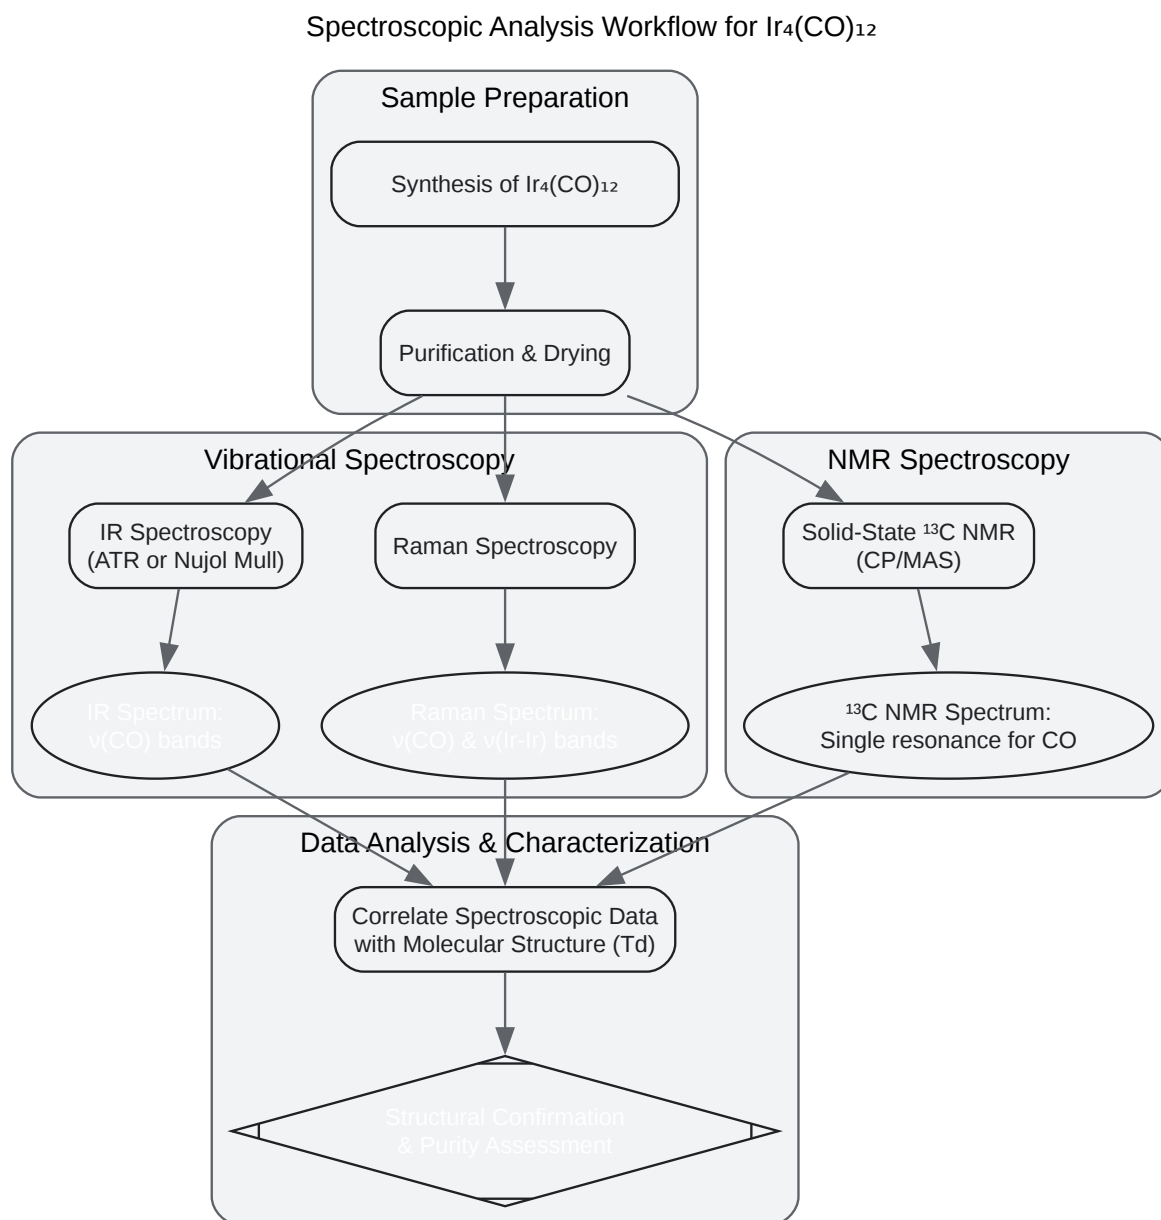 Spectroscopic Analysis Workflow for Ir₄(CO)₁₂
Sample Preparation
Synthesis of Ir₄(CO)₁₂
Purification & Drying
Vibrational Spectroscopy
NMR Spectroscopy
IR Spectroscopy
(ATR or Nujol Mull)
Raman Spectroscopy
Solid-State ¹³C NMR
(CP/MAS)
IR Spectrum:
ν(CO) bands
Raman Spectrum:
ν(CO) & ν(Ir-Ir) bands
¹³C NMR Spectrum:
Single resonance for CO
Data Analysis & Characterization
Correlate Spectroscopic Data
with Molecular Structure (Td)
Structural Confirmation
& Purity Assessment